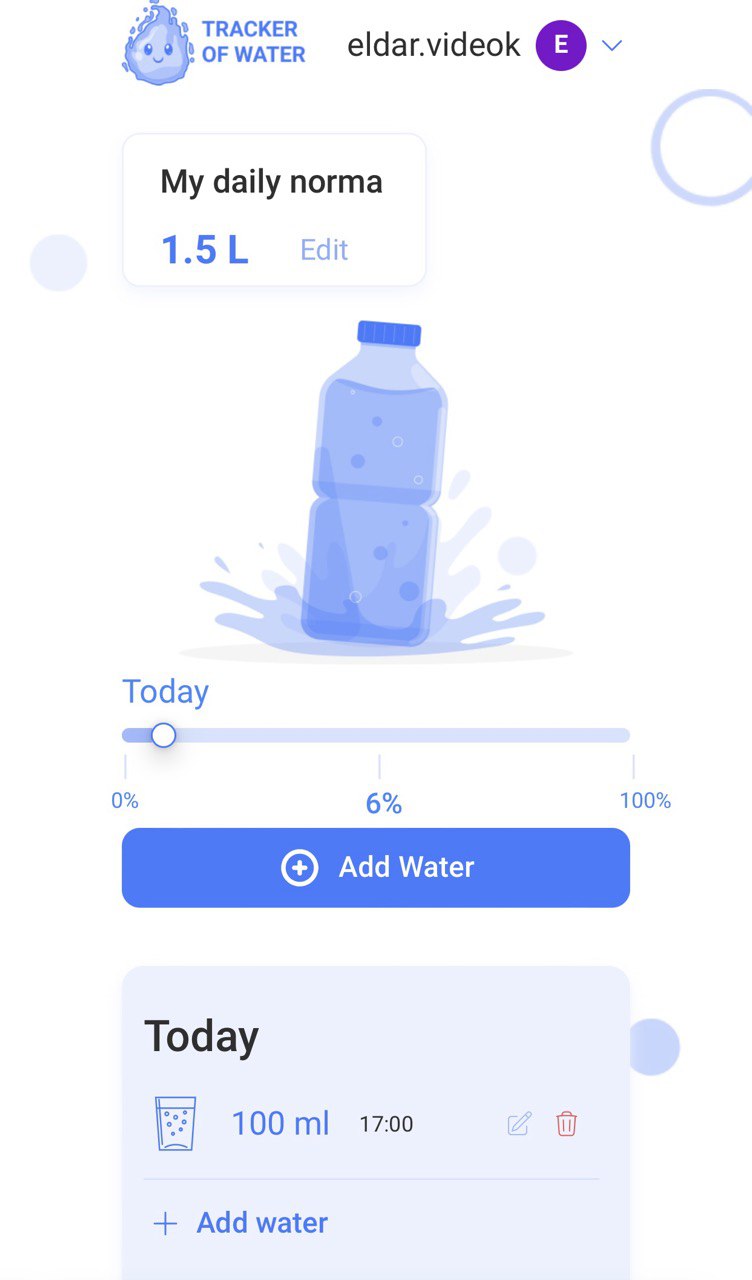 TRACKER
OF WATER
eldar.videok
E
My daily norma
1.5 L
Edit
Today
0%
6%
100%
Add Water
Today
100 ml
17:00
Add water